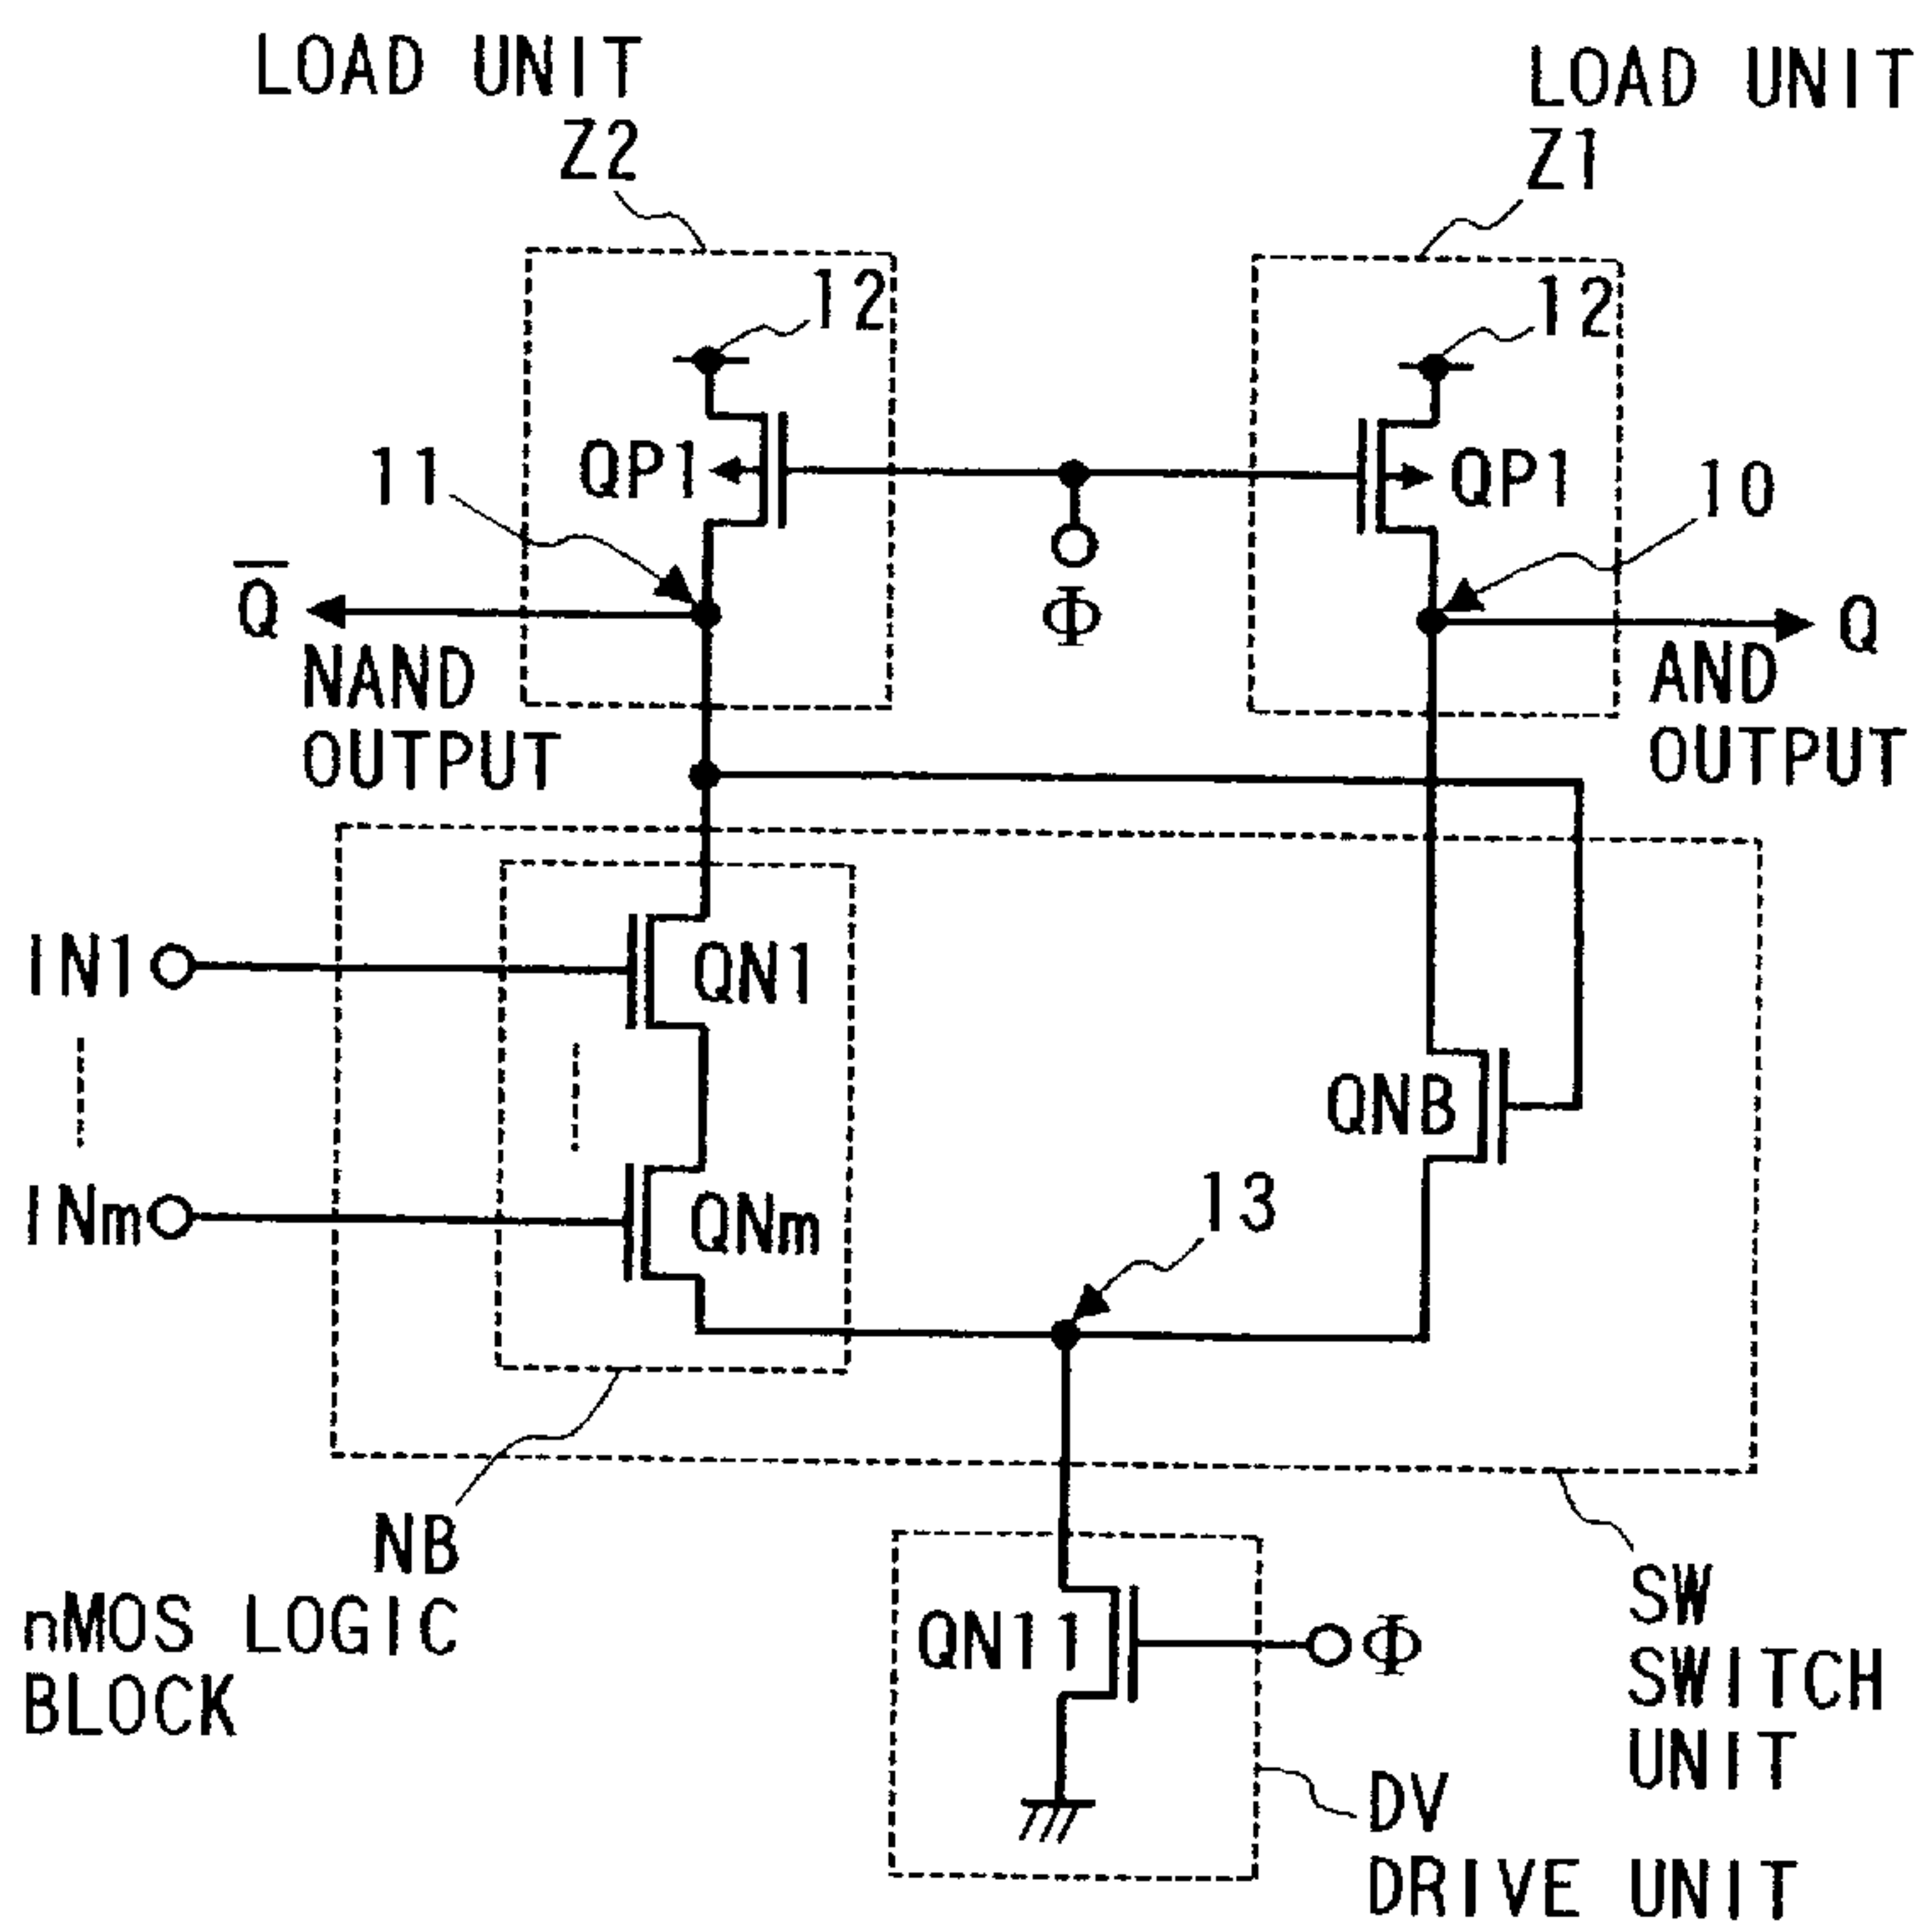 LOAD UNIT
Z2
LOAD UNIT
Z1
12
12
QP1
QP1
11
10
Φ
Q̅
NAND
OUTPUT
Q
AND
OUTPUT
IN1
QN1
QNB
INm
QNm
13
NB
nMOS LOGIC
BLOCK
QN11
Φ
SW
SWITCH
UNIT
DV
DRIVE UNIT